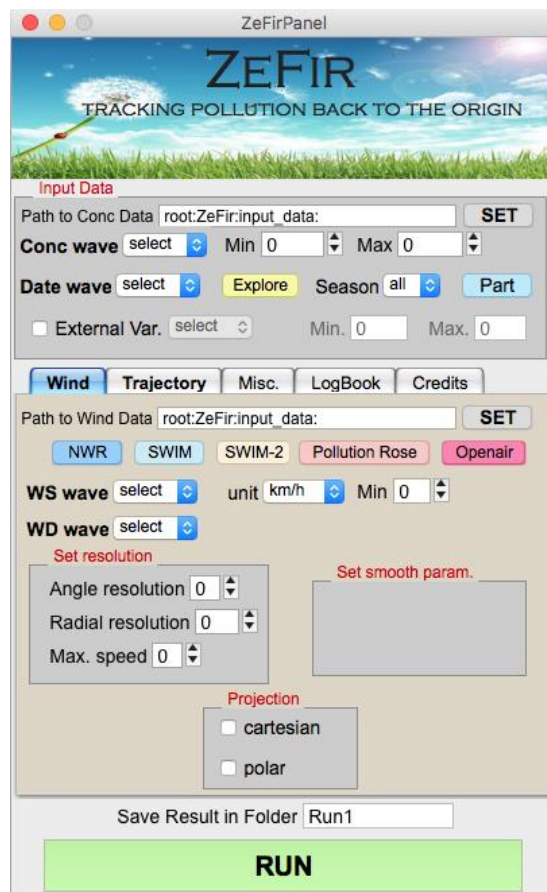 ZeFirPanel
ZEFIR
TRACKING POLLUTION BACK TO THE ORIGIN
Input Data
Path to Conc Data root:ZeFir:input_data: SET
Conc wave select Min 0 Max 0
Date wave select Explore Season all Part
External Var. select Min. 0 Max. 0
Wind Trajectory Misc. LogBook Credits
Path to Wind Data root:ZeFir:input_data: SET
NWR SWIM SWIM-2 Pollution Rose Openair
WS wave select unit km/h Min 0
WD wave select
Set resolution
Angle resolution 0
Radial resolution 0
Max. speed 0
Set smooth param.
Projection
cartesian
polar
Save Result in Folder Run1
RUN